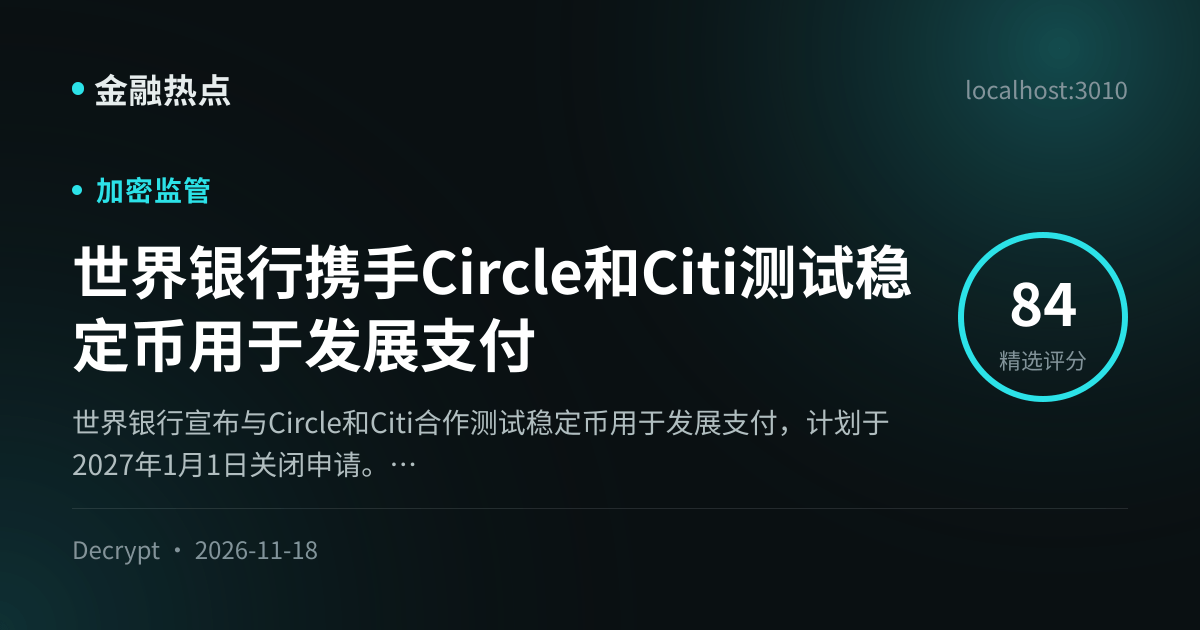 金融热点
localhost:3010
加密监管
世界银行携手Circle和Citi测试稳
定币用于发展支付
84
精选评分
世界银行宣布与Circle和Citi合作测试稳定币用于发展支付，计划于
2027年1月1日关闭申请。…
Decrypt · 2026-11-18